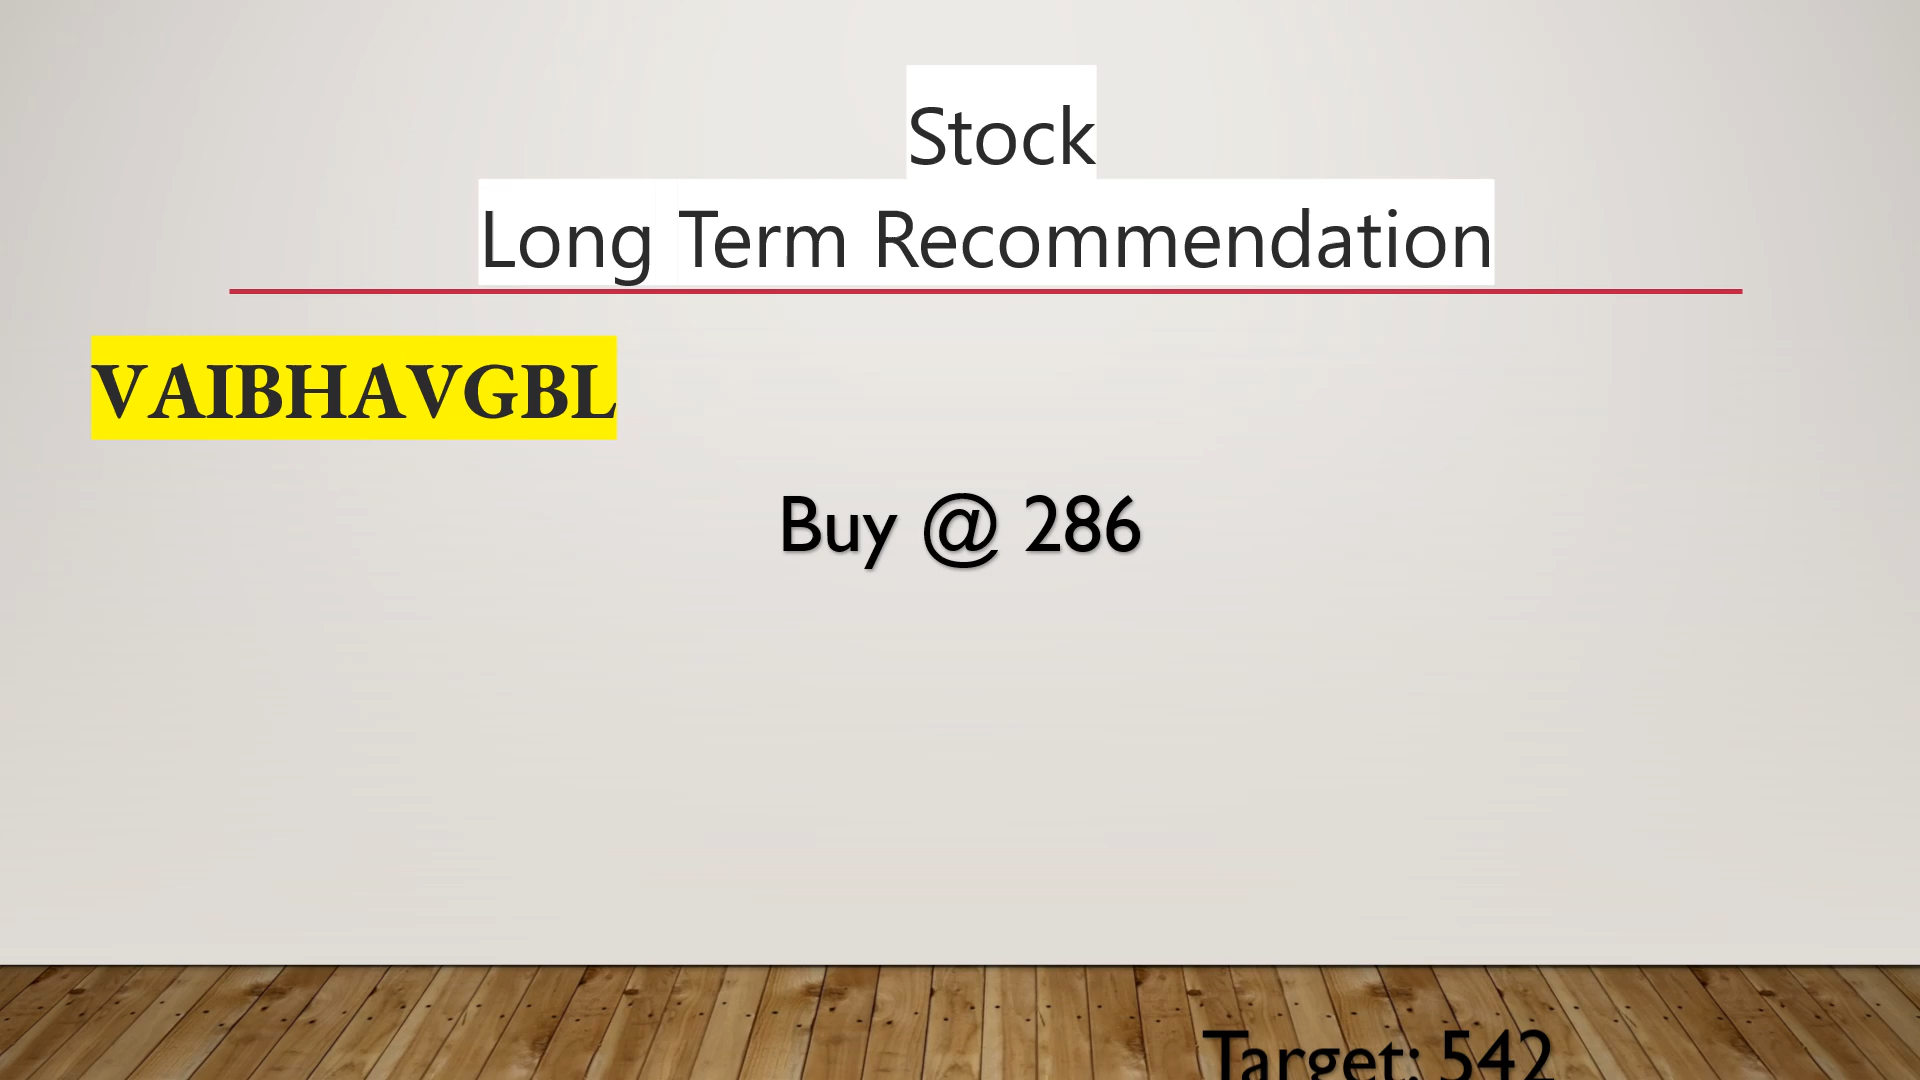 Stock
Long Term Recommendation
VAIBHAVGBL
Buy @ 286
Target: 542